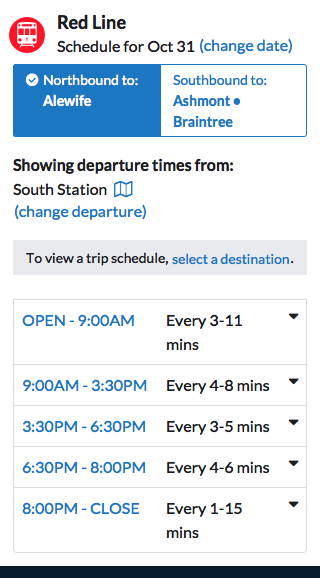 Red Line
Schedule for Oct 31 (change date)
Northbound to:
Alewife
Southbound to:
Ashmont •
Braintree
Showing departure times from:
South Station
(change departure)
To view a trip schedule, select a destination.
OPEN - 9:00AM Every 3-11
mins
9:00AM - 3:30PM Every 4-8 mins
3:30PM - 6:30PM Every 3-5 mins
6:30PM - 8:00PM Every 4-6 mins
8:00PM - CLOSE Every 1-15
mins